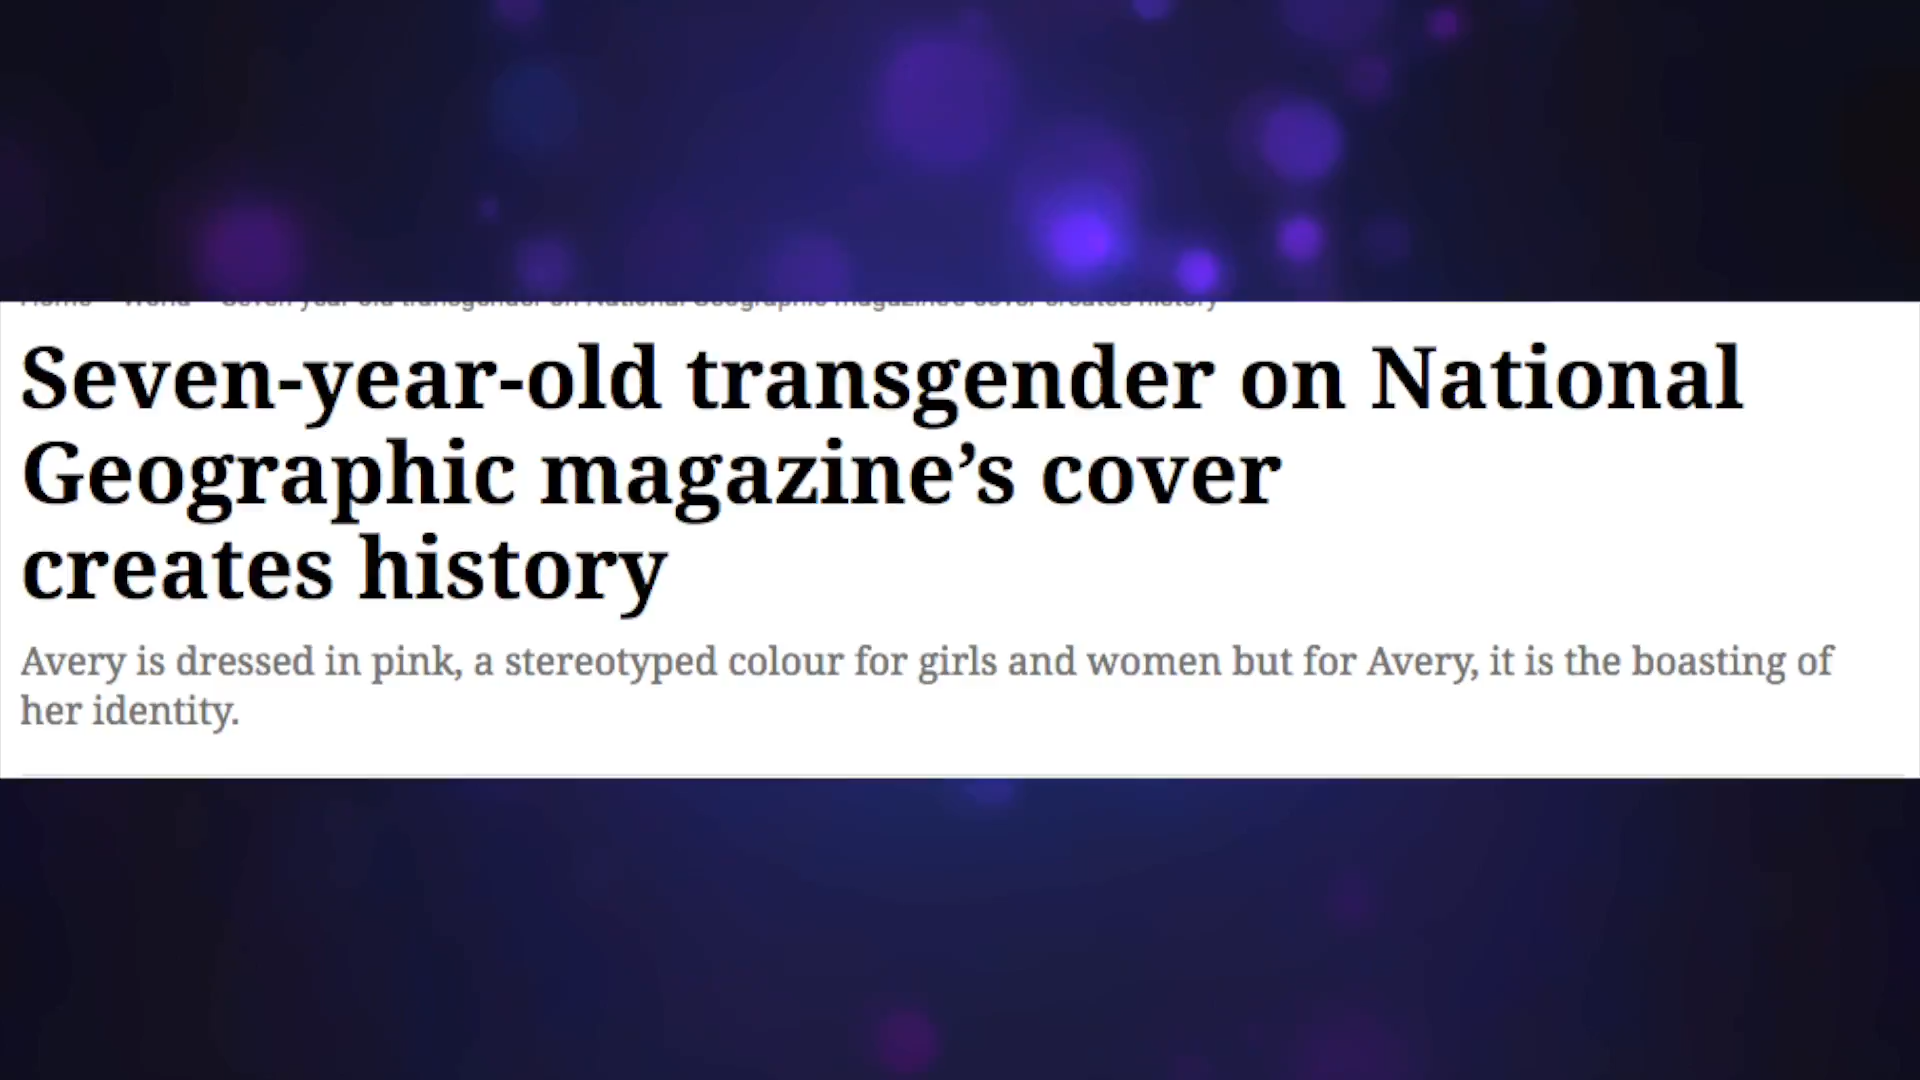 Seven-year-old transgender on National
Geographic magazine’s cover
creates history
Avery is dressed in pink, a stereotyped colour for girls and women but for Avery, it is the boasting of
her identity.